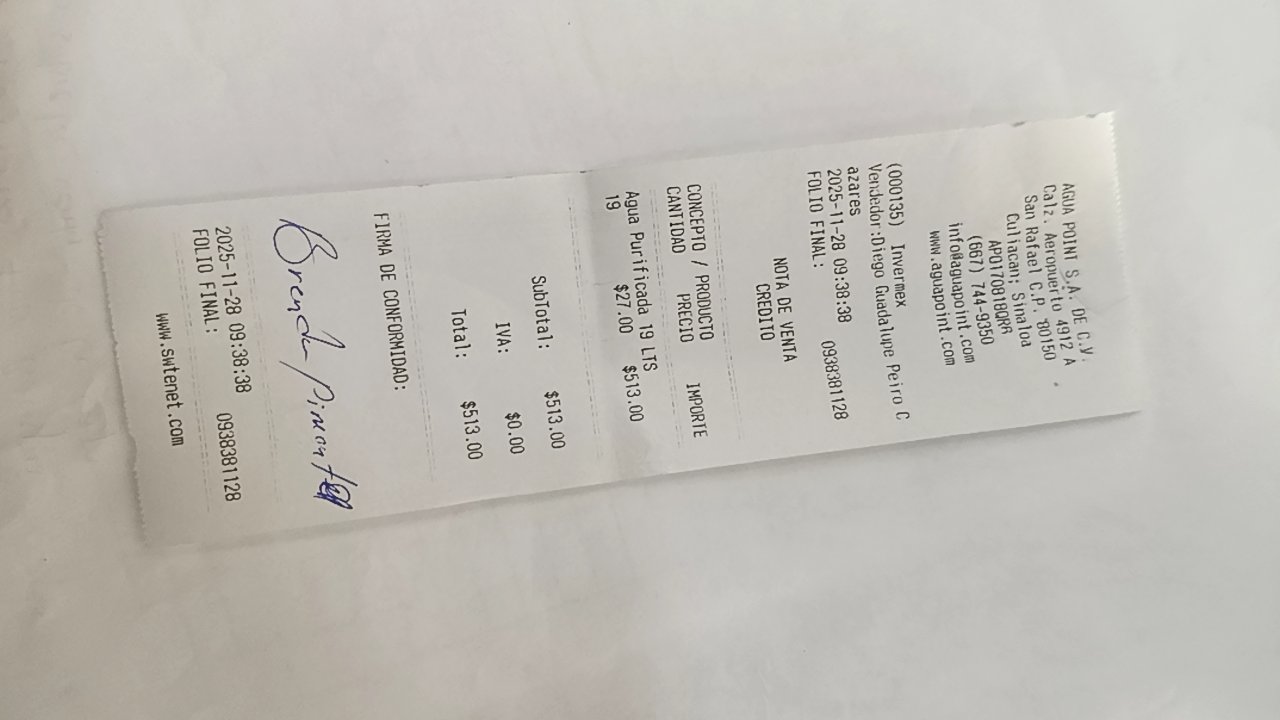 AGUA POINT S.A. DE C.V.
Calz. Aeropuerto 4912 A
San Rafael C.P. 80150
Culiacan; Sinaloa
APO170818QRA
(667) 744-9350
info@aguapoint.com
www.aguapoint.com
(000135) Invermex
Vendedor:Diego Guadalupe Peiro C
azares
2025-11-28 09:38:38
FOLIO FINAL: 0938381128
NOTA DE VENTA
CREDITO
CONCEPTO / PRODUCTO
CANTIDAD PRECIO IMPORTE
Agua Purificada 19 LTS
19 $27.00 $513.00
SubTotal: $513.00
IVA: $0.00
Total: $513.00
FIRMA DE CONFORMIDAD:
Brenda Pimentel
2025-11-28 09:38:38
FOLIO FINAL: 0938381128
www.swtenet.com